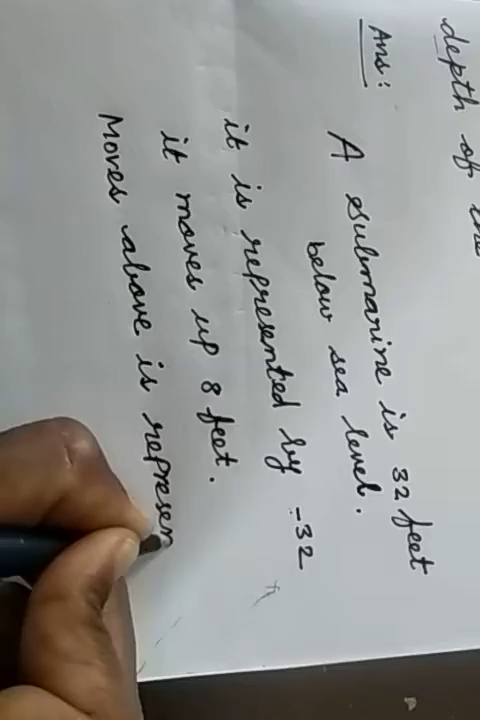 depth of the
Ans:
A submarine is 32 feet
below sea level.
it is represented by -32
it moves up 8 feet.
Moves above is represen